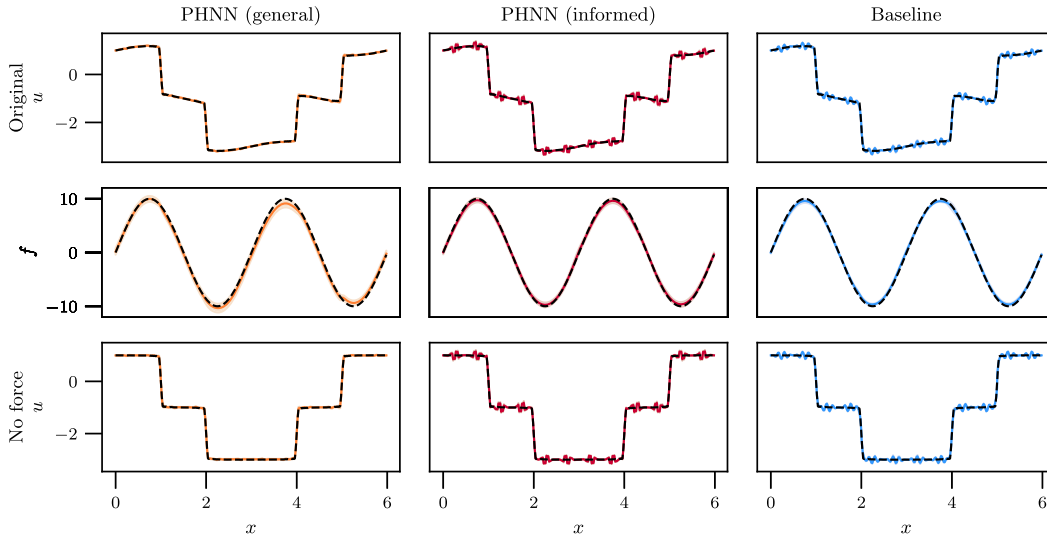 PHNN (general) PHNN (informed) Baseline
Original
u
0
−2
f
10
0
−10
No force
u
0
−2
0 2 4 6 0 2 4 6 0 2 4 6
x x x